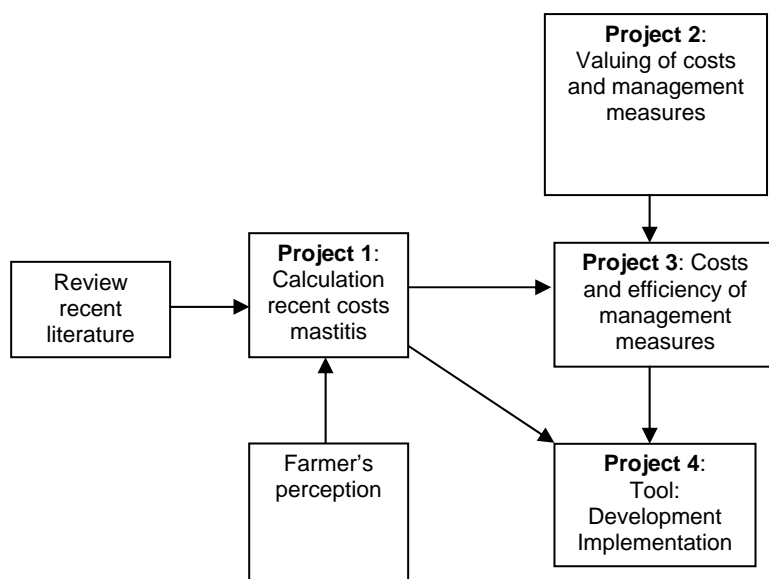 Project 2:
Valuing of costs
and management
measures
Review
recent
literature
Project 1:
Calculation
recent costs
mastitis
Project 3: Costs
and efficiency of
management
measures
Farmer's
perception
Project 4:
Tool:
Development
Implementation